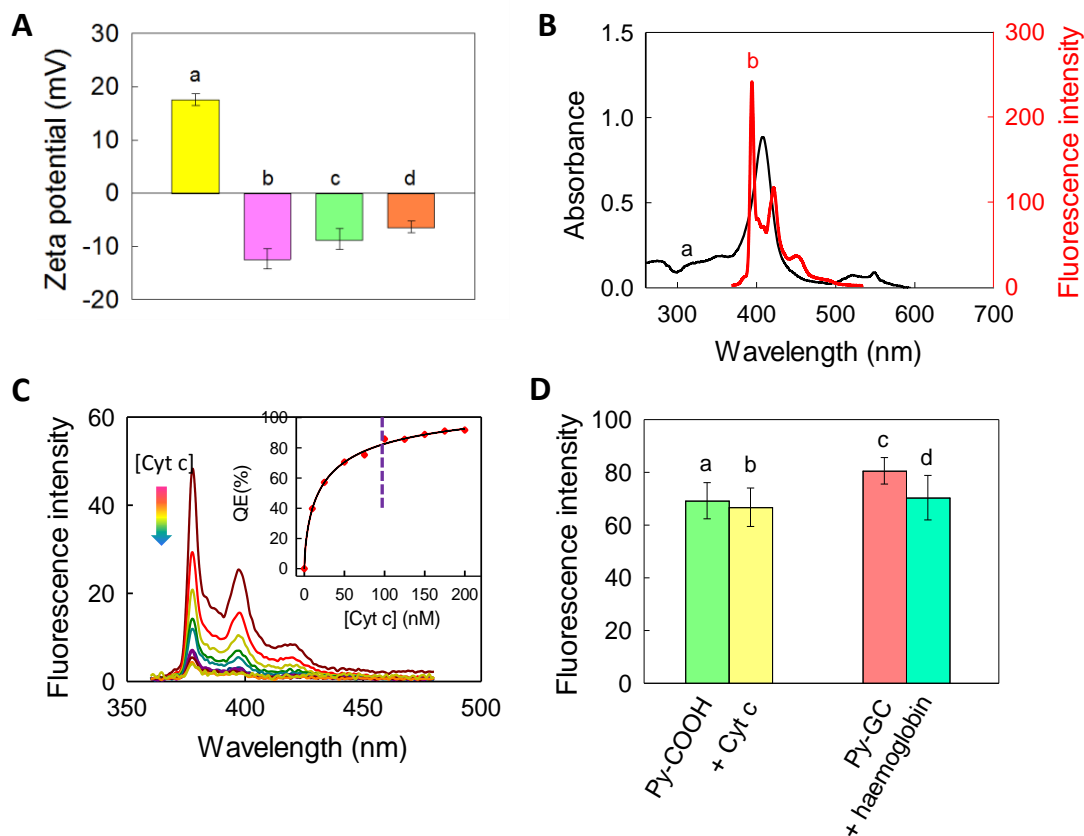 A
Zeta potential (mV)
30
20
10
0
-10
-20
a
b
c
d
B
Absorbance
1.5
1.0
0.5
0.0
Fluorescence intensity
300
200
100
0
b
a
300 400 500 600 700
Wavelength (nm)
C
Fluorescence intensity
60
40
20
0
[Cyt c]
350 400 450 500
Wavelength (nm)
QE(%)
100
80
60
40
20
0
0 50 100 150 200
[Cyt c] (nM)
D
Fluorescence intensity
100
80
60
40
20
0
a
b
c
d
Py-COOH
+ Cyt c
Py-GC
+ haemoglobin